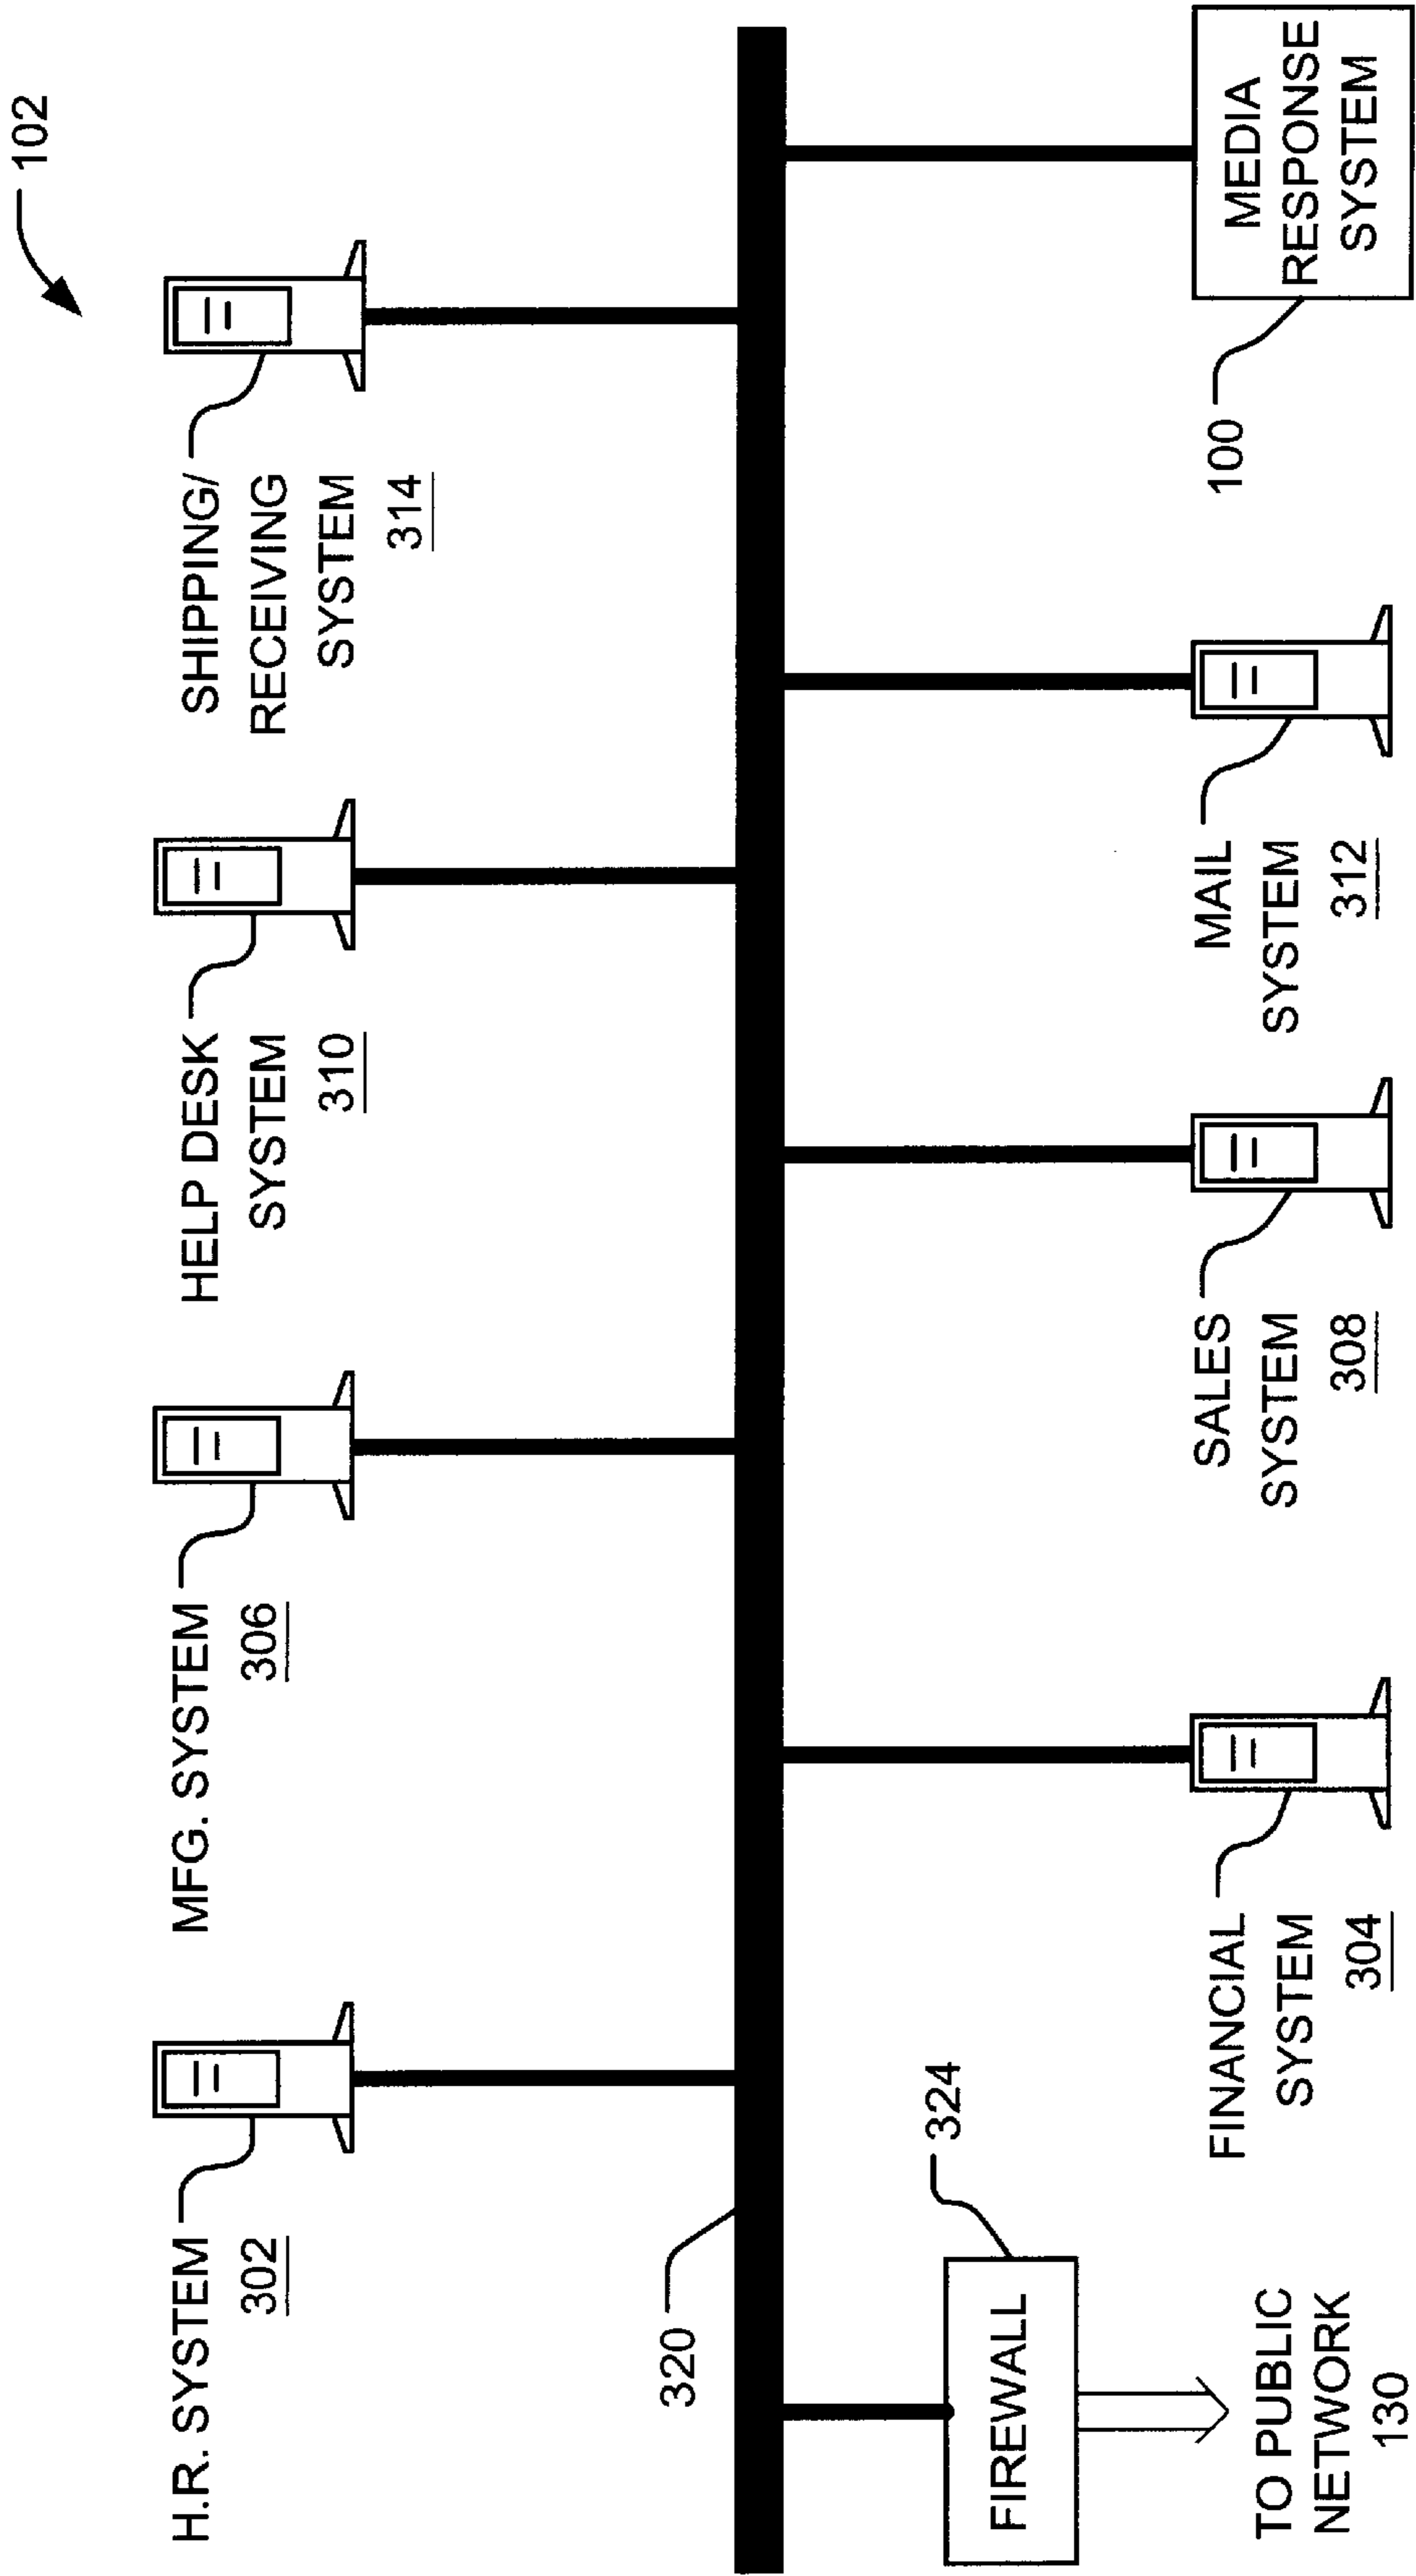 102
H.R. SYSTEM
302
MFG. SYSTEM
306
HELP DESK
SYSTEM
310
SHIPPING/
RECEIVING
SYSTEM
314
320
FIREWALL
324
TO PUBLIC
NETWORK
130
FINANCIAL
SYSTEM
304
SALES
SYSTEM
308
MAIL
SYSTEM
312
100
MEDIA
RESPONSE
SYSTEM